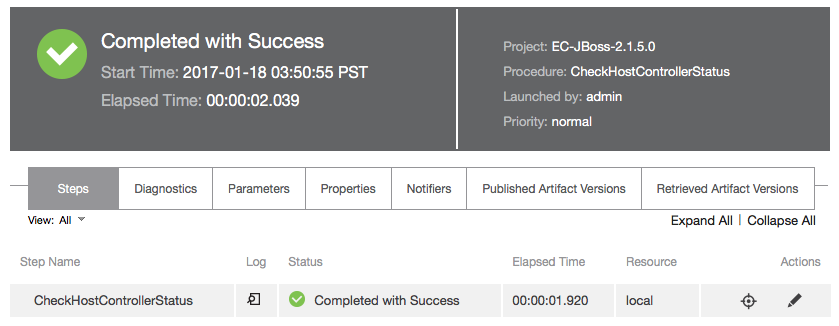 Completed with Success
Start Time: 2017-01-18 03:50:55 PST
Elapsed Time: 00:00:02.039
Project: EC-JBoss-2.1.5.0
Procedure: CheckHostControllerStatus
Launched by: admin
Priority: normal
Steps Diagnostics Parameters Properties Notifiers Published Artifact Versions Retrieved Artifact Versions
View: All Expand All | Collapse All
Step Name Log Status Elapsed Time Resource Actions
CheckHostControllerStatus Completed with Success 00:00:01.920 local